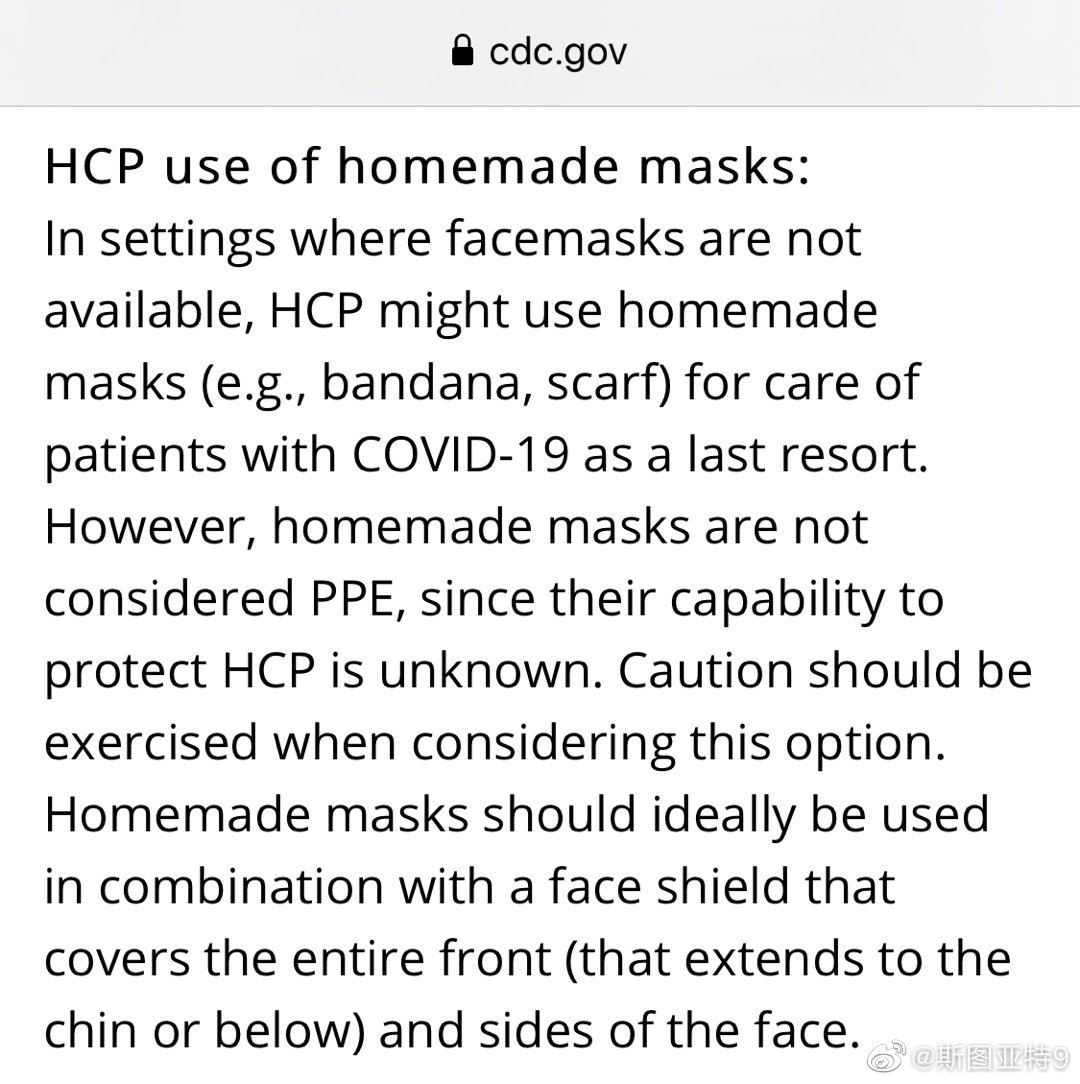 cdc.gov
HCP use of homemade masks:
In settings where facemasks are not
available, HCP might use homemade
masks (e.g., bandana, scarf) for care of
patients with COVID-19 as a last resort.
However, homemade masks are not
considered PPE, since their capability to
protect HCP is unknown. Caution should be
exercised when considering this option.
Homemade masks should ideally be used
in combination with a face shield that
covers the entire front (that extends to the
chin or below) and sides of the face.
@斯图亚特9